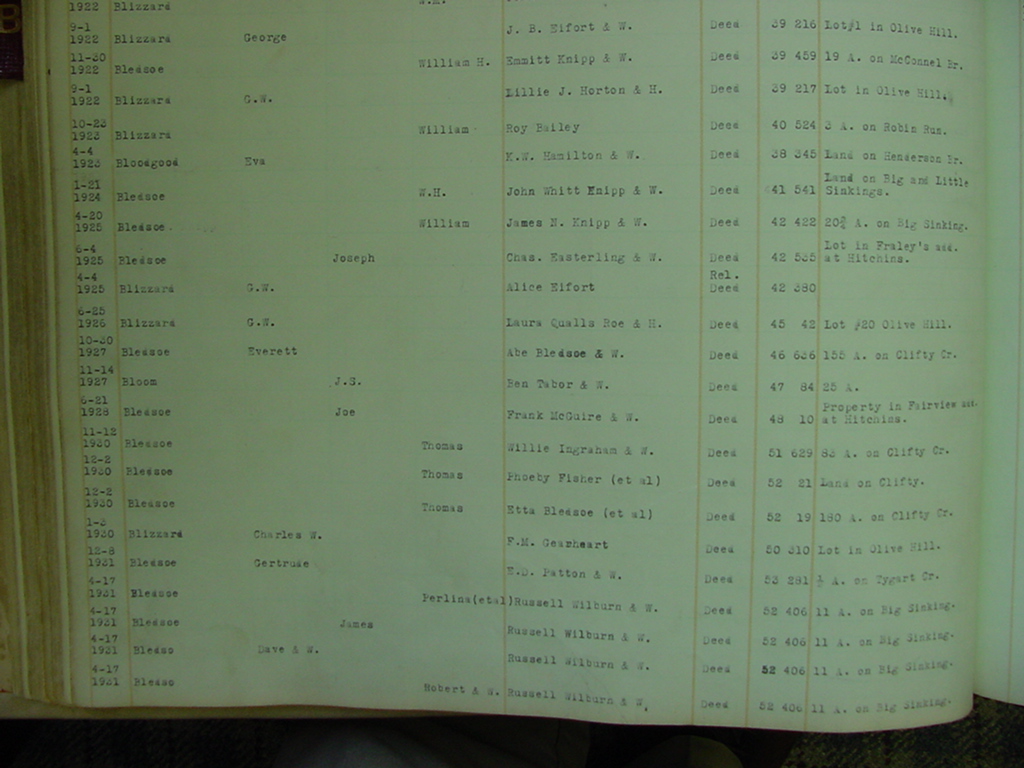 1922 Blizzard W.H.
9-1
1922 Blizzard George J. B. Eifort & W. Deed 39 216 Lot#1 in Olive Hill.
11-30
1922 Bledsoe William H. Emmitt Knipp & W. Deed 39 459 19 A. on McConnel Br.
9-1
1922 Blizzard G.W. Lillie J. Horton & H. Deed 39 217 Lot in Olive Hill.
10-23
1923 Blizzard William Roy Bailey Deed 40 524 3 A. on Robin Run.
4-4
1923 Bloodgood Eva K.W. Hamilton & W. Deed 38 345 Land on Henderson Br.
1-21 Land on Big and Little
1924 Bledsoe W.H. John Whitt Knipp & W. Deed 41 541 Sinkings.
4-20
1925 Bledsoe William James N. Knipp & W. Deed 42 422 20¾ A. on Big Sinking.
6-4 Lot in Fraley's add.
1925 Bledsoe Joseph Chas. Easterling & W. Deed 42 535 at Hitchins.
4-4 Rel.
1925 Blizzard G.W. Alice Eifort Deed 42 380
6-25
1926 Blizzard G.W. Laura Qualls Roe & H. Deed 45 42 Lot #20 Olive Hill.
10-30
1927 Bledsoe Everett Abe Bledsoe & W. Deed 46 636 155 A. on Clifty Cr.
11-14
1927 Bloom J.S. Ben Tabor & W. Deed 47 84 25 A.
6-21 Property in Fairview add.
1928 Bledsoe Joe Frank McGuire & W. Deed 48 10 at Hitchins.
11-12
1930 Bledsoe Thomas Willie Ingraham & W. Deed 51 629 83 A. on Clifty Cr.
12-2
1930 Bledsoe Thomas Phoeby Fisher (et al) Deed 52 21 Land on Clifty.
12-2
1930 Bledsoe Thomas Etta Bledsoe (et al) Deed 52 19 180 A. on Clifty Cr.
1-3
1930 Blizzard Charles W. F.M. Gearheart Deed 50 310 Lot in Olive Hill.
12-8
1931 Bledsoe Gertrude E.D. Patton & W. Deed 53 281 ½ A. on Tygart Cr.
4-17
1931 Bledsoe Perlina(etal) Russell Wilburn & W. Deed 52 406 11 A. on Big Sinking.
4-17
1931 Bledsoe James Russell Wilburn & W. Deed 52 406 11 A. on Big Sinking.
4-17
1931 Bledso Dave & W. Russell Wilburn & W. Deed 52 406 11 A. on Big Sinking.
4-17
1931 Bledso Hobert & W. Russell Wilburn & W. Deed 52 406 11 A. on Big Sinking.